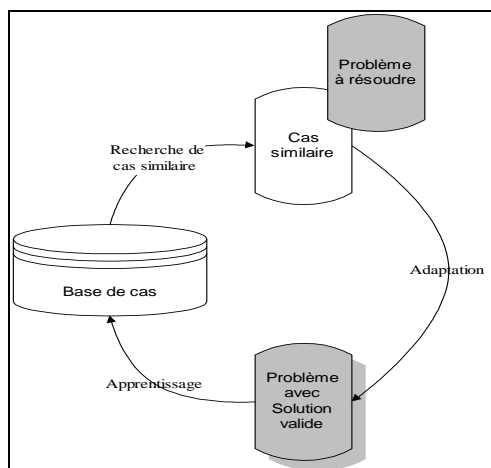 Problème
à résoudre
Cas
similaire
Recherche de
cas similaire
Adaptation
Base de cas
Apprentissage
Problème
avec
Solution
valide